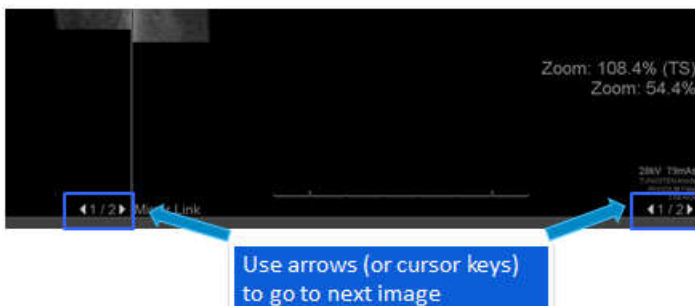 Zoom: 108.4% (TS)
Zoom: 54.4%
28kV 79mAs
1 / 2
Link
1 / 2
Use arrows (or cursor keys)
to go to next image